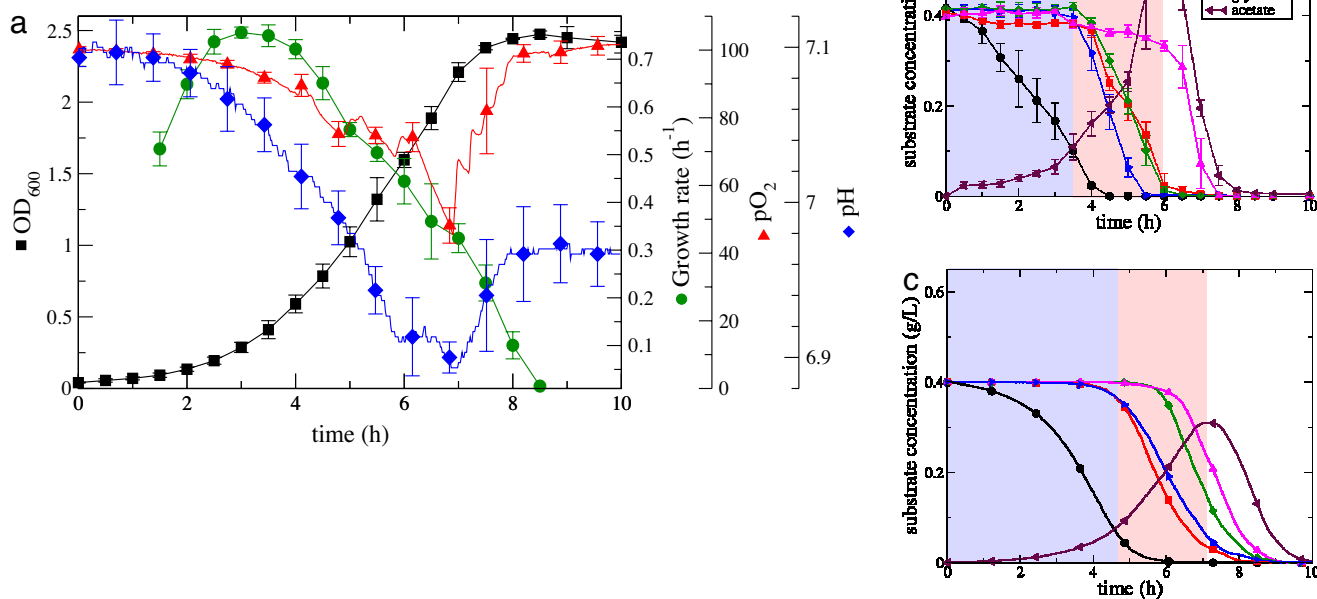 a
2.5
2
1.5
1
0.5
0
0 2 4 6 8 10
time (h)
OD600
0.7
0.6
0.5
0.4
0.3
0.2
0.1
Growth rate (h-1)
100
80
60
40
20
0
pO2
7.1
7
6.9
pH
acetate
0.4
0.2
0
0 2 4 6 8 10
time (h)
substrate concentration
c
0.6
0.4
0.2
0
0 2 4 6 8 10
time (h)
substrate concentration (g/L)